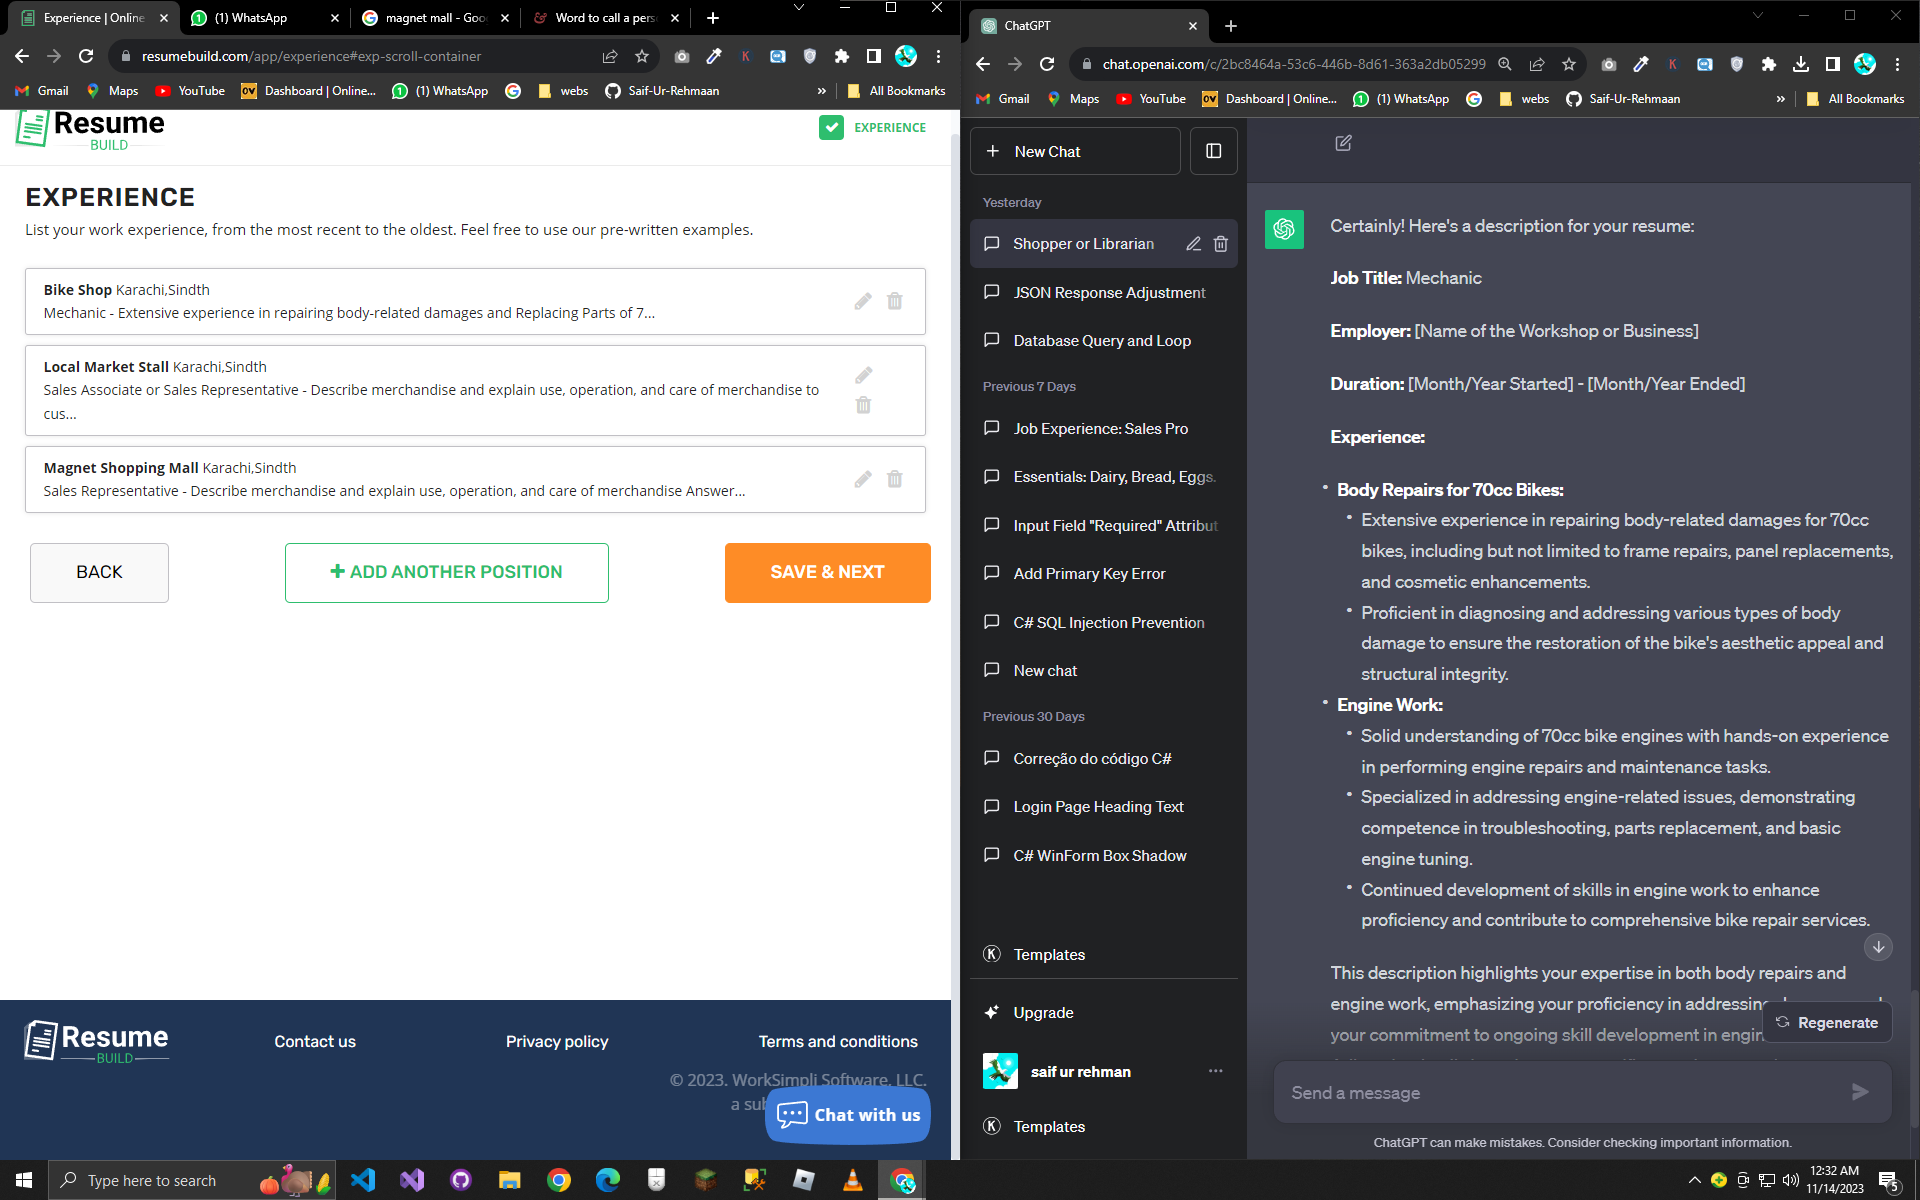 Experience | Online
(1) WhatsApp
magnet mall - Goo
Word to call a pers
resumebuild.com/app/experience#exp-scroll-container
Gmail
Maps
YouTube
Dashboard | Online...
(1) WhatsApp
webs
Saif-Ur-Rehmaan
»
All Bookmarks
Resume
BUILD
EXPERIENCE
EXPERIENCE
List your work experience, from the most recent to the oldest. Feel free to use our pre-written examples.
Bike Shop Karachi,Sindth
Mechanic - Extensive experience in repairing body-related damages and Replacing Parts of 7...
Local Market Stall Karachi,Sindth
Sales Associate or Sales Representative - Describe merchandise and explain use, operation, and care of merchandise to
cus...
Magnet Shopping Mall Karachi,Sindth
Sales Representative - Describe merchandise and explain use, operation, and care of merchandise Answer...
BACK
+ ADD ANOTHER POSITION
SAVE & NEXT
Resume
BUILD
Contact us
Privacy policy
Terms and conditions
© 2023. WorkSimpli Software, LLC.
a sub
Chat with us
ChatGPT
chat.openai.com/c/2bc8464a-53c6-446b-8d61-363a2db05299
Gmail
Maps
YouTube
Dashboard | Online...
(1) WhatsApp
webs
Saif-Ur-Rehmaan
»
All Bookmarks
+ New Chat
Yesterday
Shopper or Librarian
JSON Response Adjustment
Database Query and Loop
Previous 7 Days
Job Experience: Sales Pro
Essentials: Dairy, Bread, Eggs.
Input Field "Required" Attribut
Add Primary Key Error
C# SQL Injection Prevention
New chat
Previous 30 Days
Correção do código C#
Login Page Heading Text
C# WinForm Box Shadow
Templates
Upgrade
saif ur rehman
Templates
Certainly! Here's a description for your resume:
Job Title: Mechanic
Employer: [Name of the Workshop or Business]
Duration: [Month/Year Started] - [Month/Year Ended]
Experience:
• Body Repairs for 70cc Bikes:
• Extensive experience in repairing body-related damages for 70cc
bikes, including but not limited to frame repairs, panel replacements,
and cosmetic enhancements.
• Proficient in diagnosing and addressing various types of body
damage to ensure the restoration of the bike's aesthetic appeal and
structural integrity.
• Engine Work:
• Solid understanding of 70cc bike engines with hands-on experience
in performing engine repairs and maintenance tasks.
• Specialized in addressing engine-related issues, demonstrating
competence in troubleshooting, parts replacement, and basic
engine tuning.
• Continued development of skills in engine work to enhance
proficiency and contribute to comprehensive bike repair services.
This description highlights your expertise in both body repairs and
engine work, emphasizing your proficiency in addressing
your commitment to ongoing skill development in engin
Regenerate
Send a message
ChatGPT can make mistakes. Consider checking important information.
Type here to search
12:32 AM
11/14/2023
5